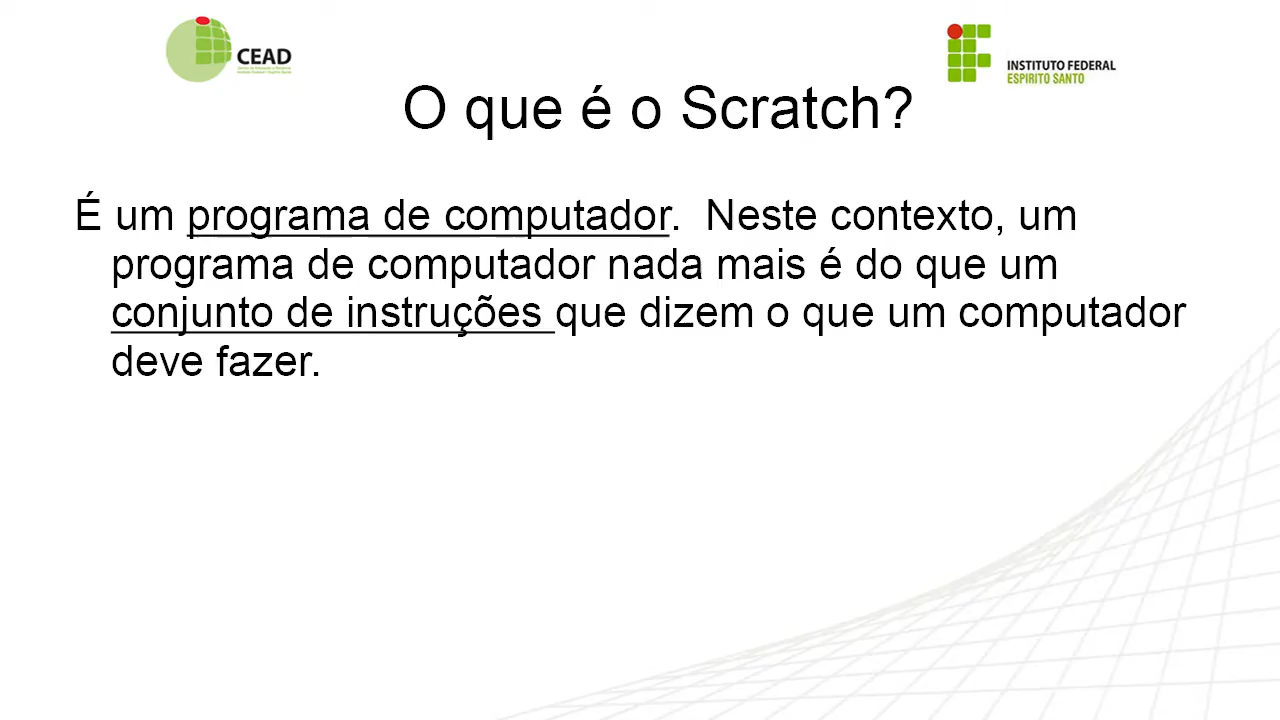 CEAD
INSTITUTO FEDERAL
ESPÍRITO SANTO
O que é o Scratch?
É um programa de computador.  Neste contexto, um
programa de computador nada mais é do que um
conjunto de instruções que dizem o que um computador
deve fazer.